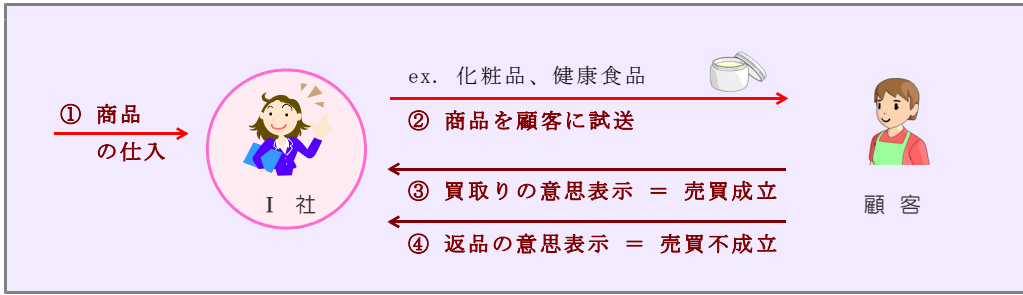 ① 商品
の仕入
I 社
ex. 化粧品、健康食品
② 商品を顧客に試送
③ 買取りの意思表示 ＝ 売買成立
④ 返品の意思表示 ＝ 売買不成立
顧 客